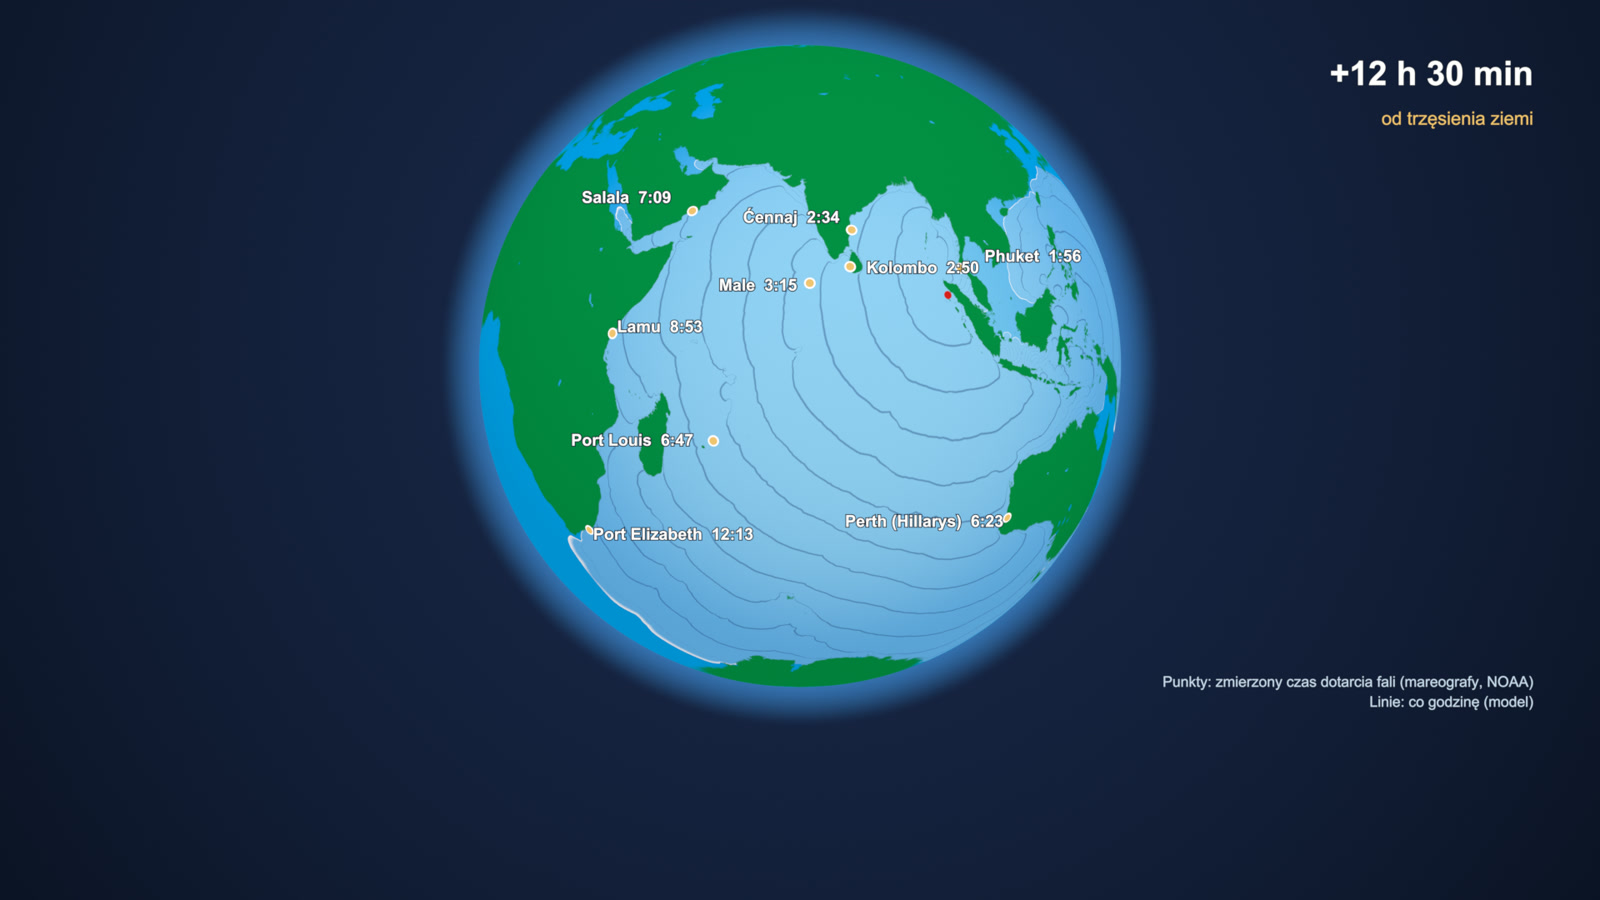 +12 h 30 min
od trzęsienia ziemi
Salala 7:09
Ćennaj 2:34
Phuket 1:56
Kolombo 2:50
Male 3:15
Lamu 8:53
Port Louis 6:47
Perth (Hillarys) 6:23
Port Elizabeth 12:13
Punkty: zmierzony czas dotarcia fali (mareografy, NOAA)
Linie: co godzinę (model)